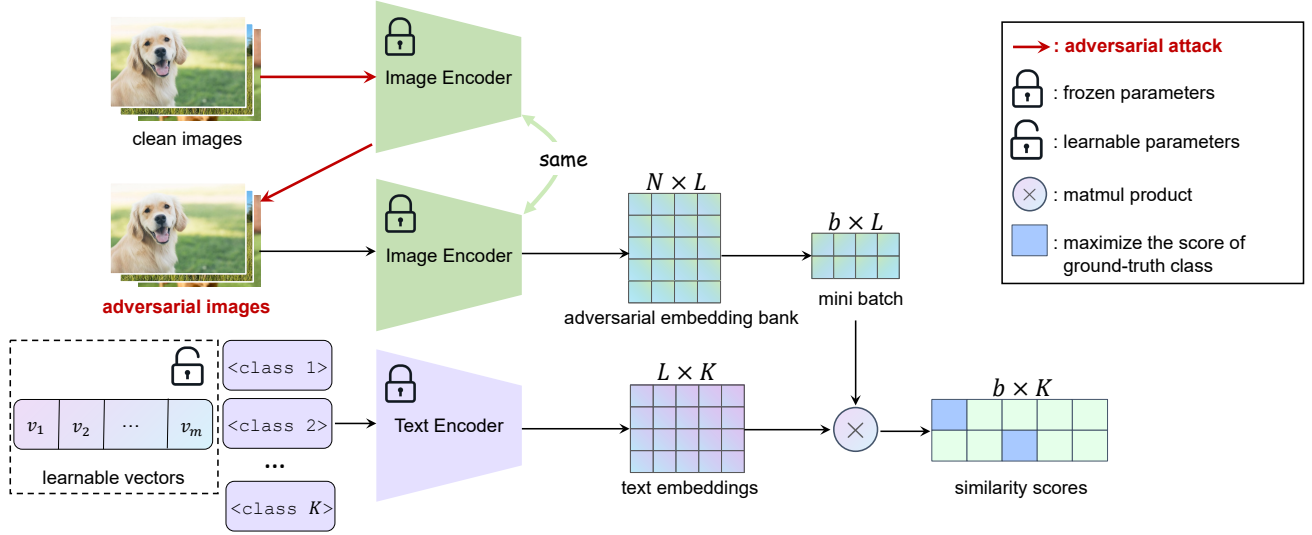 clean images
Image Encoder
same
adversarial images
Image Encoder
N × L
adversarial embedding bank
b × L
mini batch
v1 v2 ⋯ vm
learnable vectors
<class 1>
<class 2>
...
<class K>
Text Encoder
L × K
text embeddings
×
b × K
similarity scores
: adversarial attack
: frozen parameters
: learnable parameters
× : matmul product
: maximize the score of
ground-truth class